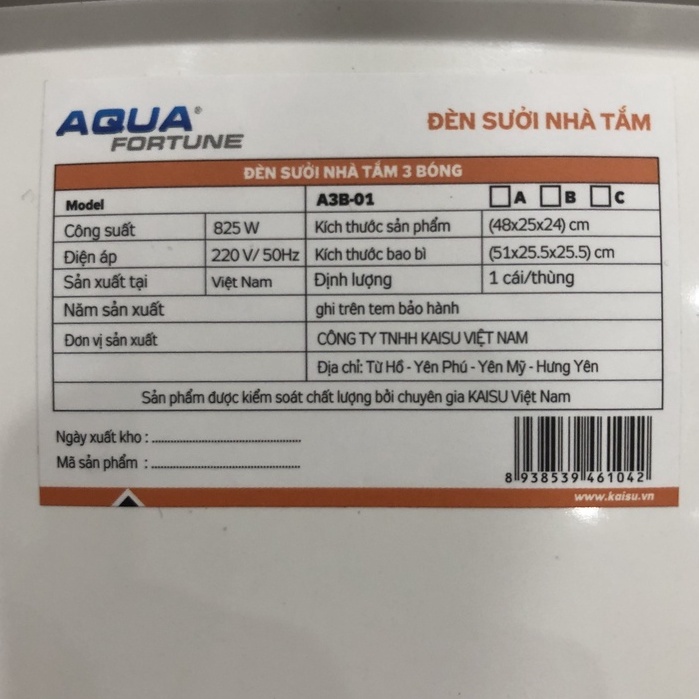 AQUA®
FORTUNE
ĐÈN SƯỞI NHÀ TẮM
ĐÈN SƯỞI NHÀ TẮM 3 BÓNG
Model A3B-01 A B C
Công suất 825 W Kích thước sản phẩm (48x25x24) cm
Điện áp 220 V/ 50Hz Kích thước bao bì (51x25.5x25.5) cm
Sản xuất tại Việt Nam Định lượng 1 cái/thùng
Năm sản xuất ghi trên tem bảo hành
Đơn vị sản xuất CÔNG TY TNHH KAISU VIỆT NAM
Địa chỉ: Từ Hồ - Yên Phú - Yên Mỹ - Hưng Yên
Sản phẩm được kiểm soát chất lượng bởi chuyên gia KAISU Việt Nam
Ngày xuất kho : ........................................
Mã sản phẩm : ........................................
8 938539 461042
www.kaisu.vn